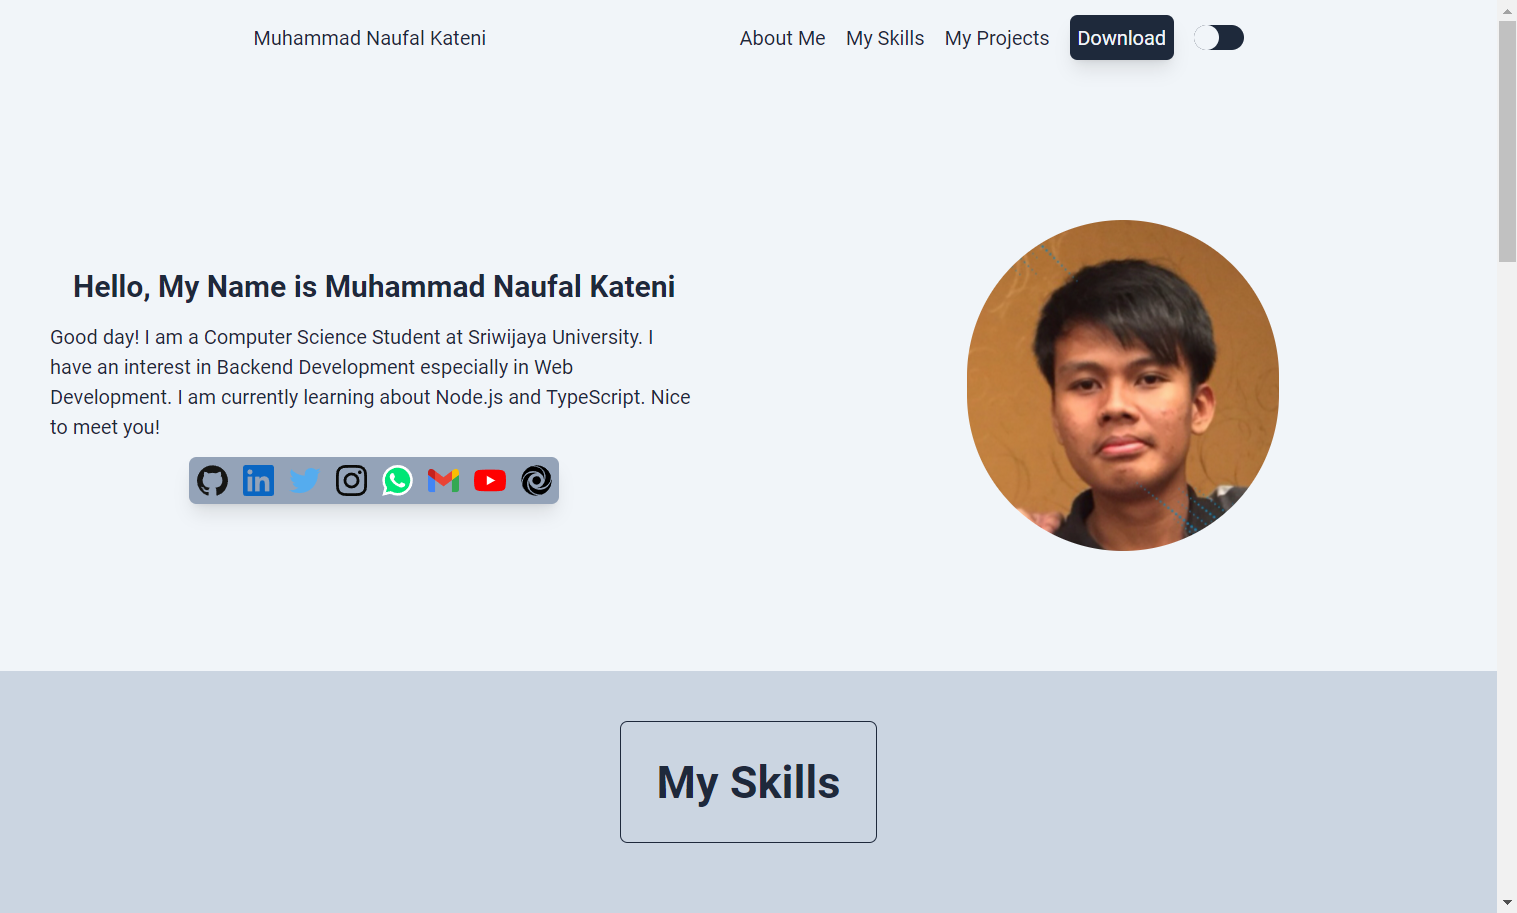 Muhammad Naufal Kateni
About Me My Skills My Projects Download
Hello, My Name is Muhammad Naufal Kateni
Good day! I am a Computer Science Student at Sriwijaya University. I
have an interest in Backend Development especially in Web
Development. I am currently learning about Node.js and TypeScript. Nice
to meet you!
in
My Skills